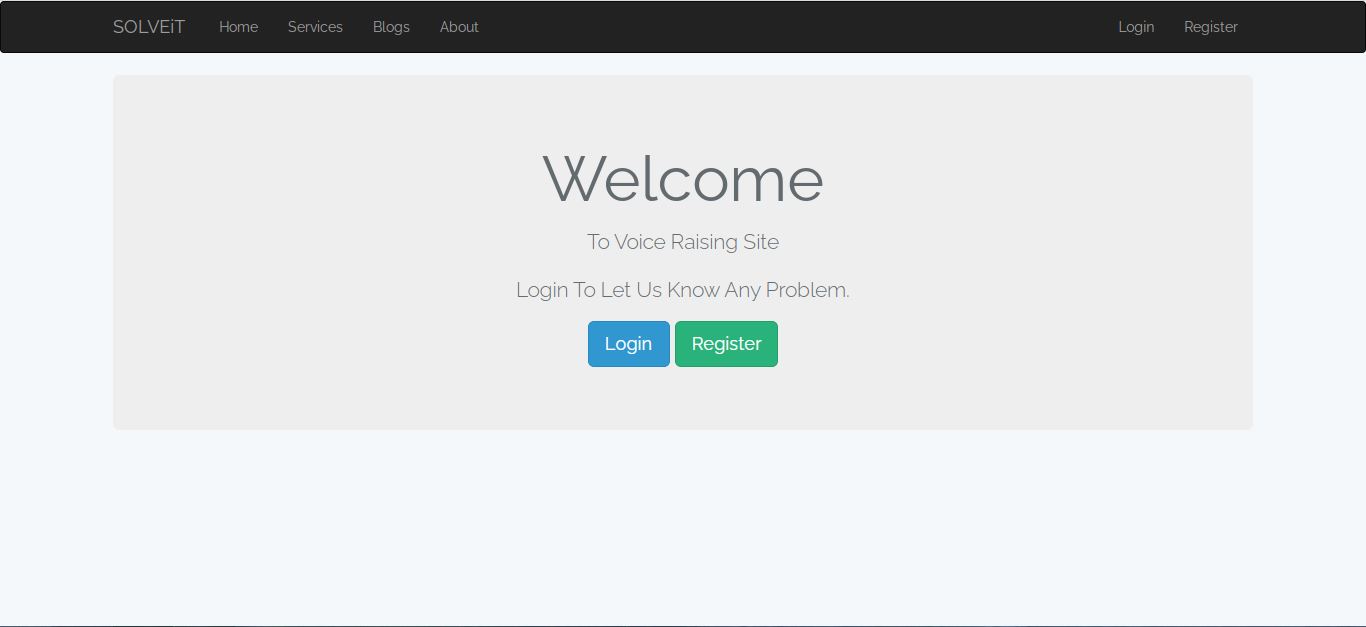 SOLVEiT Home Services Blogs About Login Register
Welcome
To Voice Raising Site
Login To Let Us Know Any Problem.
Login Register